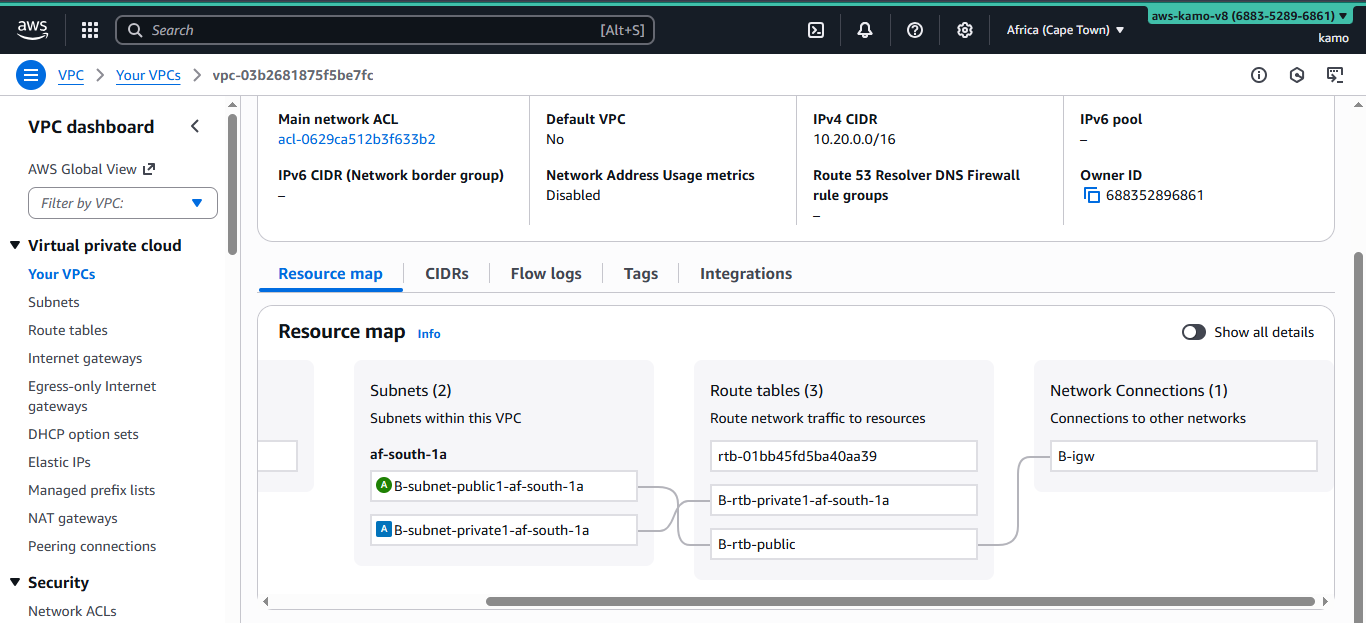 aws
Search
[Alt+S]
Africa (Cape Town)
aws-kamo-v8 (6883-5289-6861)
kamo
VPC
Your VPCs
vpc-03b2681875f5be7fc
VPC dashboard
AWS Global View
Filter by VPC:
Virtual private cloud
Your VPCs
Subnets
Route tables
Internet gateways
Egress-only Internet
gateways
DHCP option sets
Elastic IPs
Managed prefix lists
NAT gateways
Peering connections
Security
Network ACLs
Main network ACL
acl-0629ca512b3f633b2
Default VPC
No
IPv4 CIDR
10.20.0.0/16
IPv6 pool
–
IPv6 CIDR (Network border group)
–
Network Address Usage metrics
Disabled
Route 53 Resolver DNS Firewall
rule groups
–
Owner ID
688352896861
Resource map
CIDRs
Flow logs
Tags
Integrations
Resource map Info
Show all details
Subnets (2)
Subnets within this VPC
af-south-1a
A B-subnet-public1-af-south-1a
A B-subnet-private1-af-south-1a
Route tables (3)
Route network traffic to resources
rtb-01bb45fd5ba40aa39
B-rtb-private1-af-south-1a
B-rtb-public
Network Connections (1)
Connections to other networks
B-igw